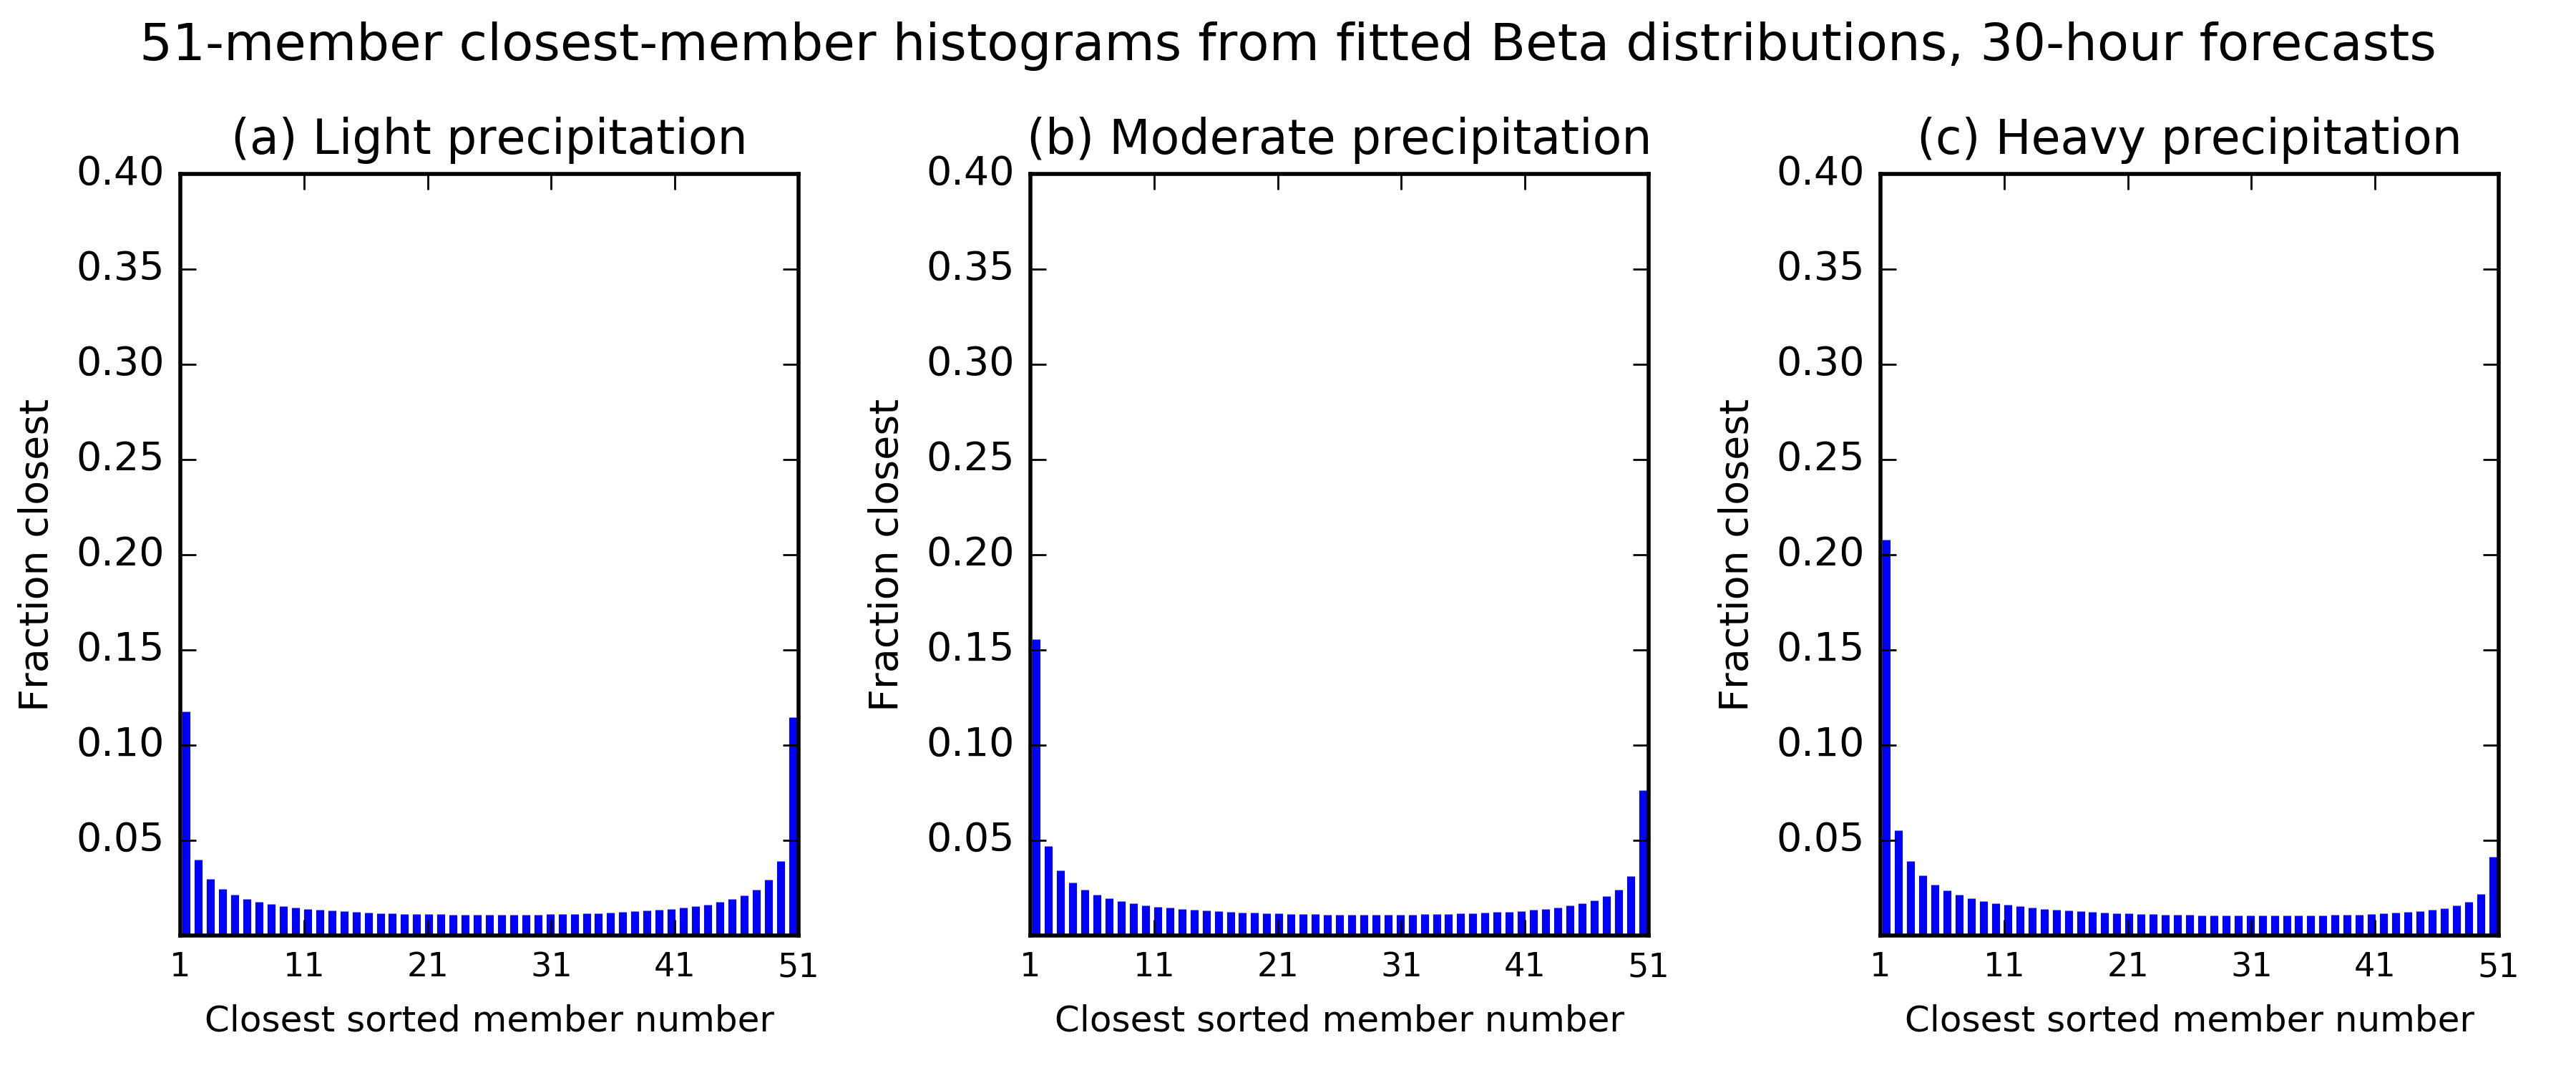 51-member closest-member histograms from fitted Beta distributions, 30-hour forecasts
(a) Light precipitation
0.40
0.35
0.30
0.25
0.20
0.15
0.10
0.05
Fraction closest
1 11 21 31 41 51
Closest sorted member number
(b) Moderate precipitation
0.40
0.35
0.30
0.25
0.20
0.15
0.10
0.05
Fraction closest
1 11 21 31 41 51
Closest sorted member number
(c) Heavy precipitation
0.40
0.35
0.30
0.25
0.20
0.15
0.10
0.05
Fraction closest
1 11 21 31 41 51
Closest sorted member number